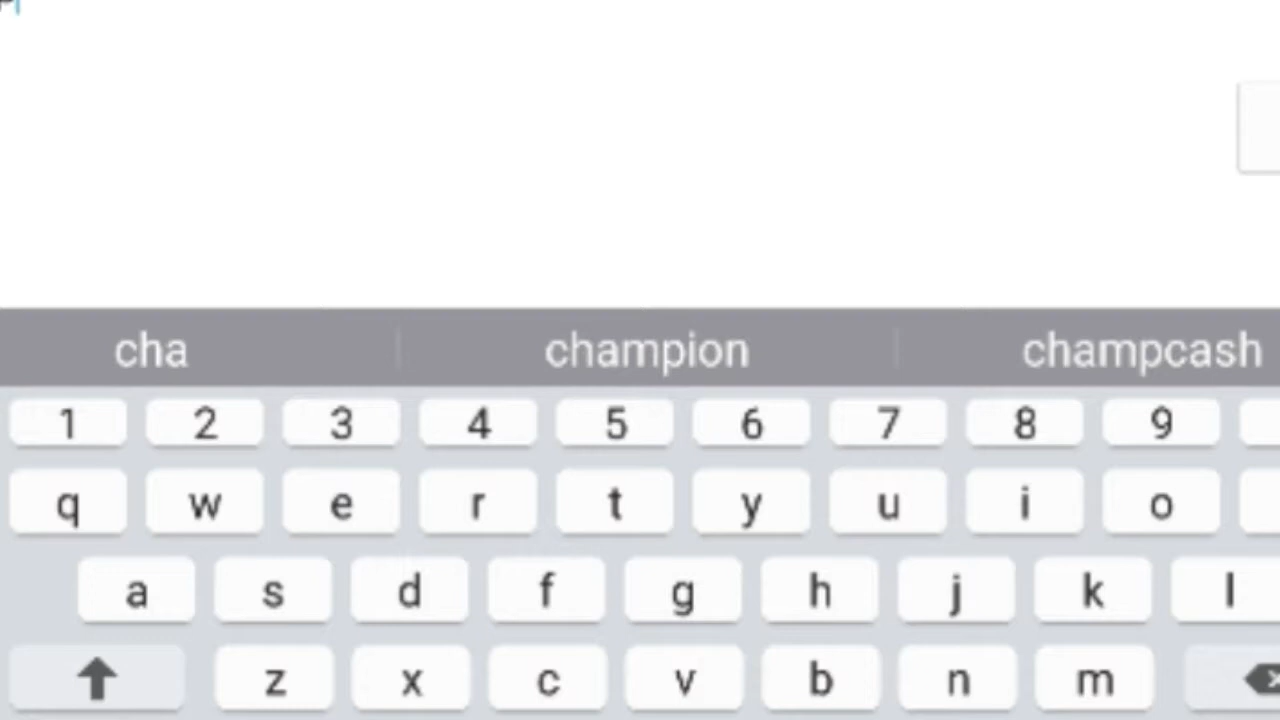 cha champion champcash
1 2 3 4 5 6 7 8 9
q w e r t y u i o
a s d f g h j k l
z x c v b n m